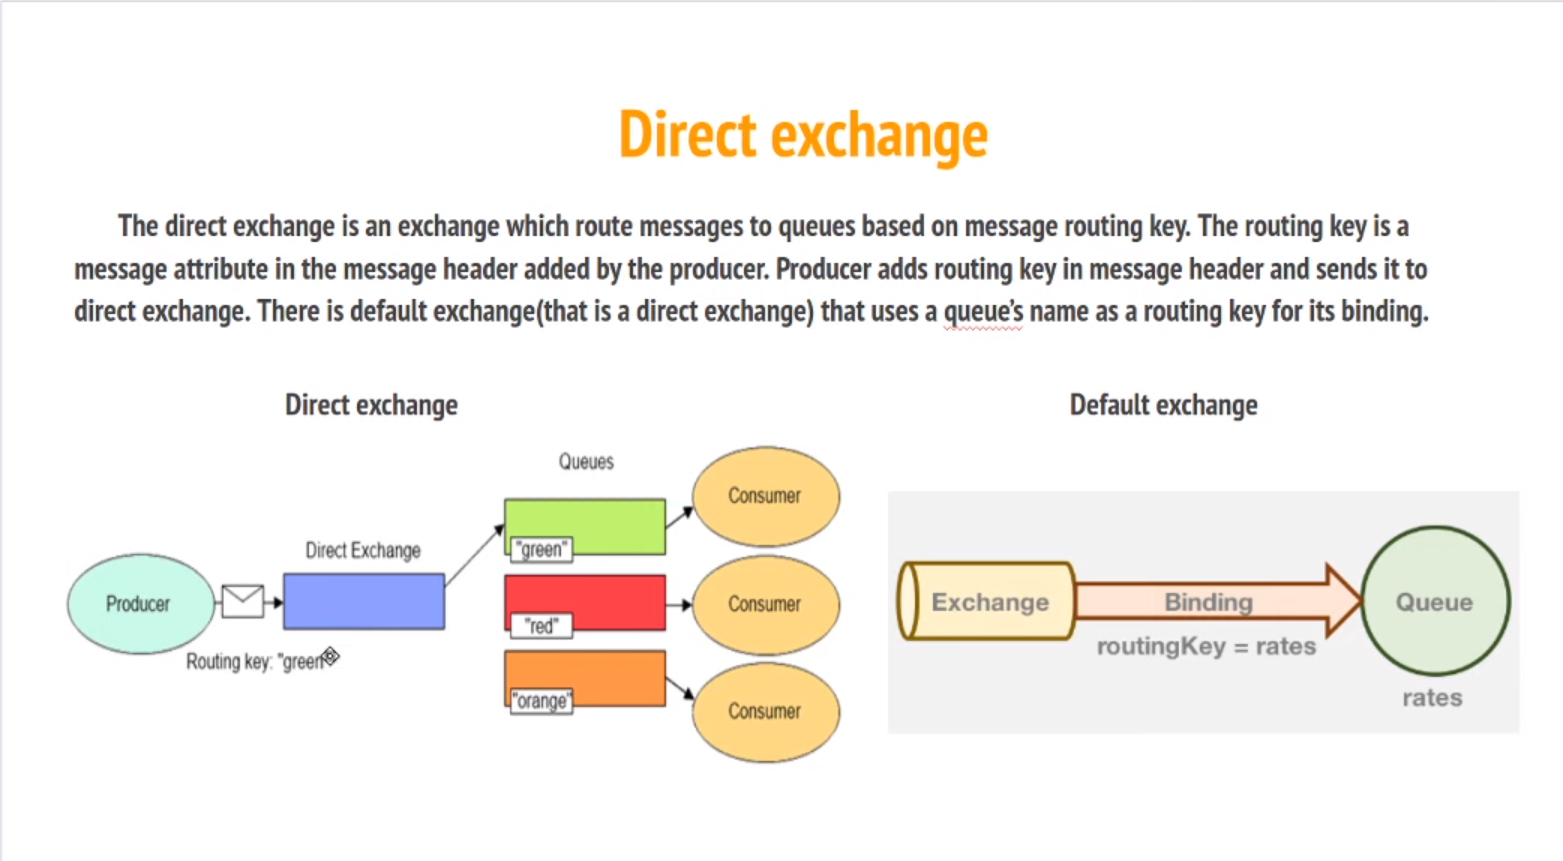 Direct exchange
The direct exchange is an exchange which route messages to queues based on message routing key. The routing key is a
message attribute in the message header added by the producer. Producer adds routing key in message header and sends it to
direct exchange. There is default exchange(that is a direct exchange) that uses a queue’s name as a routing key for its binding.
Direct exchange
Queues
Consumer
"green"
Direct Exchange
Producer
Consumer
"red"
Routing key: "green
"orange"
Consumer
Default exchange
Exchange
Binding
Queue
routingKey = rates
rates